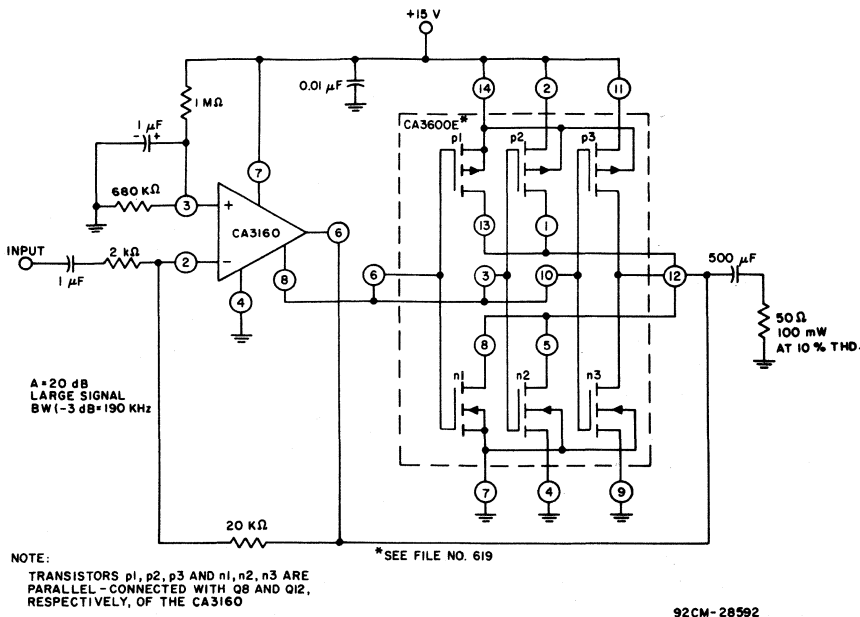 +15 V
0.01 µF
14
2
11
1 MΩ
CA3600E*
p1
p2
p3
1 µF
- +
7
680 KΩ
3
+
CA3160
6
13
1
INPUT
2 kΩ
2
−
8
6
3
10
12
500 µF
1 µF
4
50Ω
100 mW
AT 10% THD.
8
5
A = 20 dB
LARGE SIGNAL
BW(-3 dB = 190 KHz
n1
n2
n3
7
4
9
20 KΩ
*SEE FILE NO. 619
NOTE:
TRANSISTORS p1, p2, p3 AND n1, n2, n3 ARE
PARALLEL-CONNECTED WITH Q8 AND Q12,
RESPECTIVELY, OF THE CA3160
92CM-28592